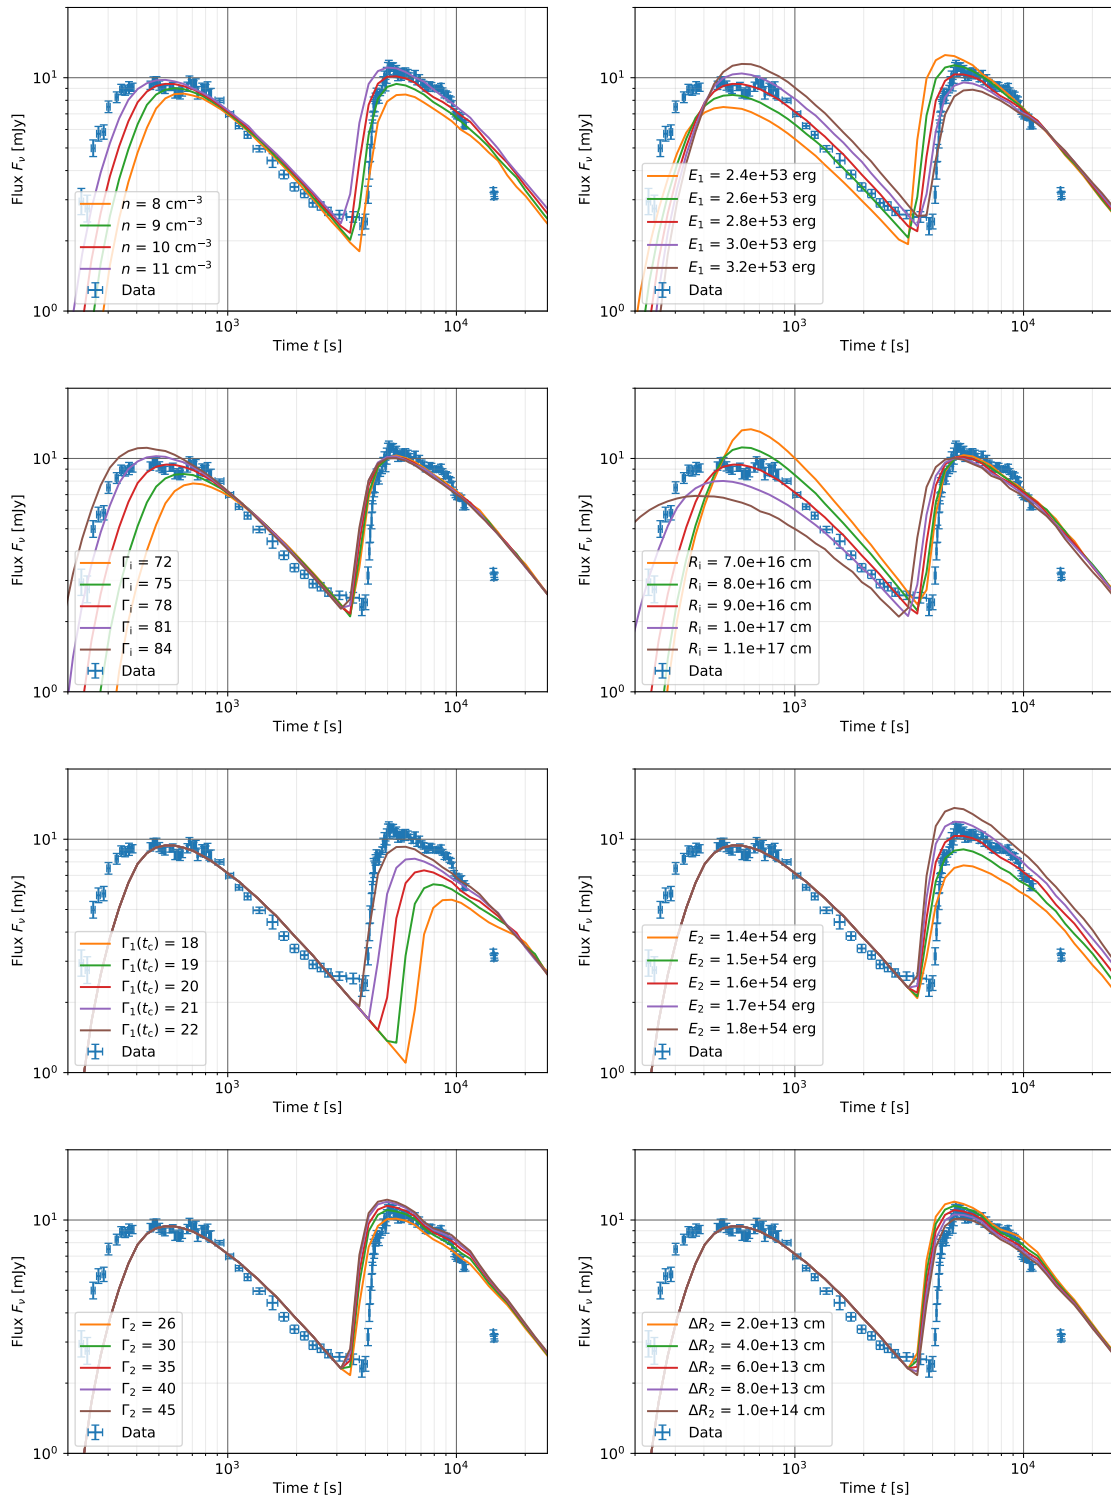 10¹
10⁰
10³
10⁴
Flux Fν [mJy]
Time t [s]
n = 8 cm⁻³
n = 9 cm⁻³
n = 10 cm⁻³
n = 11 cm⁻³
Data
10¹
10⁰
10³
10⁴
Flux Fν [mJy]
Time t [s]
E₁ = 2.4e+53 erg
E₁ = 2.6e+53 erg
E₁ = 2.8e+53 erg
E₁ = 3.0e+53 erg
E₁ = 3.2e+53 erg
Data
10¹
10⁰
10³
10⁴
Flux Fν [mJy]
Time t [s]
Γᵢ = 72
Γᵢ = 75
Γᵢ = 78
Γᵢ = 81
Γᵢ = 84
Data
10¹
10⁰
10³
10⁴
Flux Fν [mJy]
Time t [s]
Rᵢ = 7.0e+16 cm
Rᵢ = 8.0e+16 cm
Rᵢ = 9.0e+16 cm
Rᵢ = 1.0e+17 cm
Rᵢ = 1.1e+17 cm
Data
10¹
10⁰
10³
10⁴
Flux Fν [mJy]
Time t [s]
Γ₁(t_c) = 18
Γ₁(t_c) = 19
Γ₁(t_c) = 20
Γ₁(t_c) = 21
Γ₁(t_c) = 22
Data
10¹
10⁰
10³
10⁴
Flux Fν [mJy]
Time t [s]
E₂ = 1.4e+54 erg
E₂ = 1.5e+54 erg
E₂ = 1.6e+54 erg
E₂ = 1.7e+54 erg
E₂ = 1.8e+54 erg
Data
10¹
10⁰
10³
10⁴
Flux Fν [mJy]
Time t [s]
Γ₂ = 26
Γ₂ = 30
Γ₂ = 35
Γ₂ = 40
Γ₂ = 45
Data
10¹
10⁰
10³
10⁴
Flux Fν [mJy]
Time t [s]
ΔR₂ = 2.0e+13 cm
ΔR₂ = 4.0e+13 cm
ΔR₂ = 6.0e+13 cm
ΔR₂ = 8.0e+13 cm
ΔR₂ = 1.0e+14 cm
Data